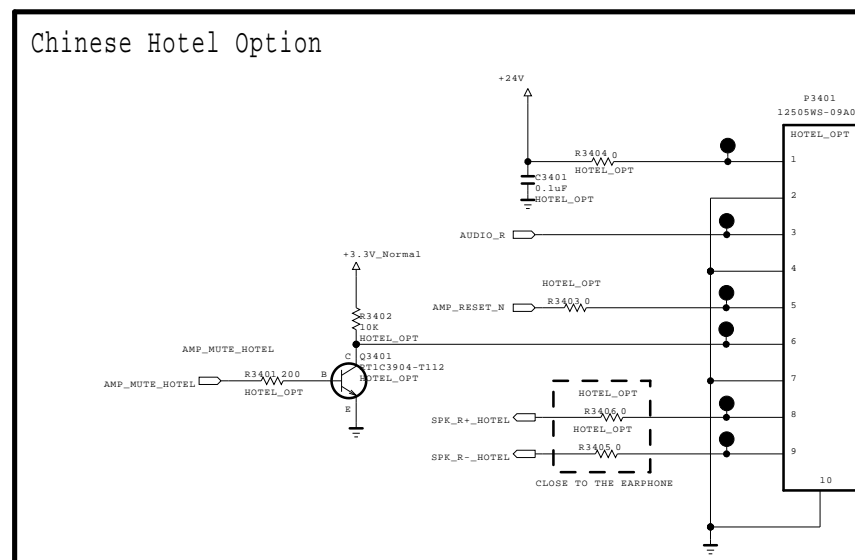 Chinese Hotel Option
+24V
P3401
12505WS-09A0
HOTEL_OPT
R3404 0
HOTEL_OPT
1
C3401
0.1uF
HOTEL_OPT
2
AUDIO_R
3
+3.3V_Normal
4
HOTEL_OPT
AMP_RESET_N
R3403 0
5
R3402
10K
HOTEL_OPT
6
AMP_MUTE_HOTEL
C
Q3401
RT1C3904-T112
HOTEL_OPT
AMP_MUTE_HOTEL
R3401 200
HOTEL_OPT
B
E
7
HOTEL_OPT
SPK_R+_HOTEL
R3406 0
HOTEL_OPT
8
SPK_R-_HOTEL
R3405 0
9
CLOSE TO THE EARPHONE
10